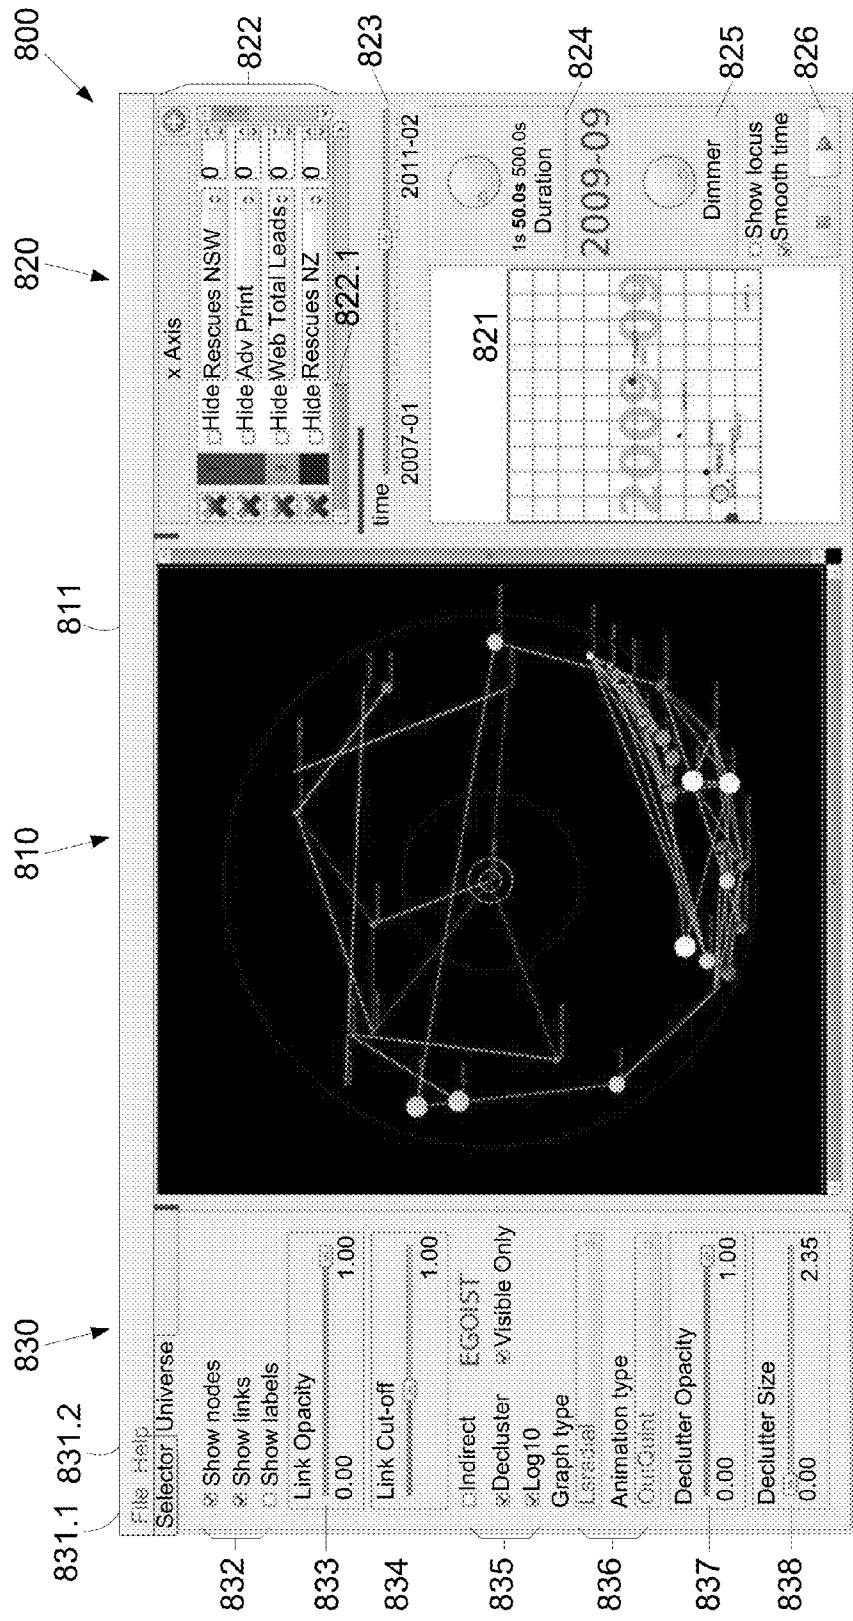 800
820
811
810
830
831.2
831.1
822
823
824
825
826
832
833
834
835
836
837
838
File Help
Selector Universe
Show nodes
Show links
Show labels
Link Opacity
0.00 1.00
Link Cut-off
1.00
Indirect EGOIST
Decluster Visible Only
Log10
Graph type
Animation type
Declutter Opacity
0.00 1.00
Declutter Size
0.00 2.35
x Axis
Hide Rescues NSW 0
Hide Adv Print 0
Hide Web Total Leads 0
Hide Rescues NZ 0
822.1
time
2007-01 2011-02
821
2009-09
1s 50.0s 500.0s
Duration
2009-09
Dimmer
Show locus
Smooth time